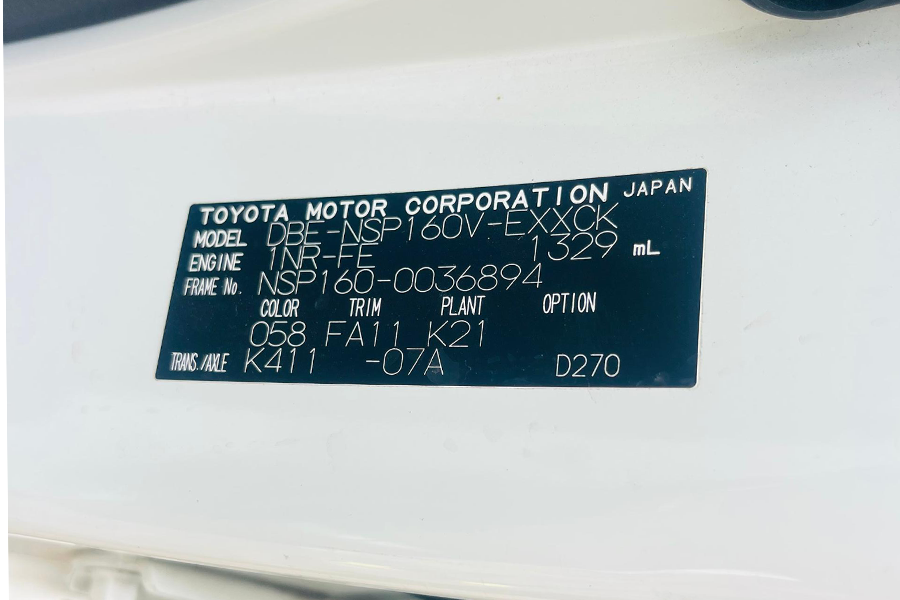 TOYOTA MOTOR CORPORATION JAPAN
MODEL DBE-NSP160V-EXXCK
ENGINE 1NR-FE 1329 mL
FRAME No. NSP160-0036894
COLOR TRIM PLANT OPTION
058 FA11 K21
TRANS./AXLE K411 -07A D270